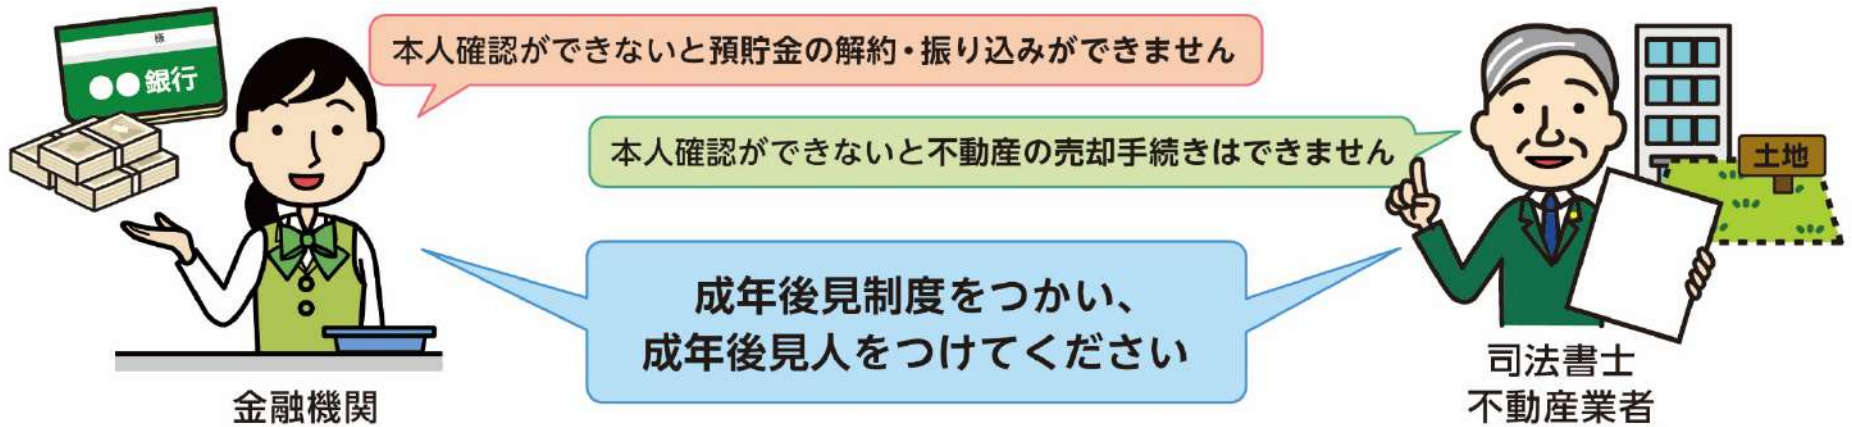 様
●●銀行
本人確認ができないと預貯金の解約・振り込みができません
本人確認ができないと不動産の売却手続きはできません
土地
成年後見制度をつかい、
成年後見人をつけてください
金融機関
司法書士
不動産業者